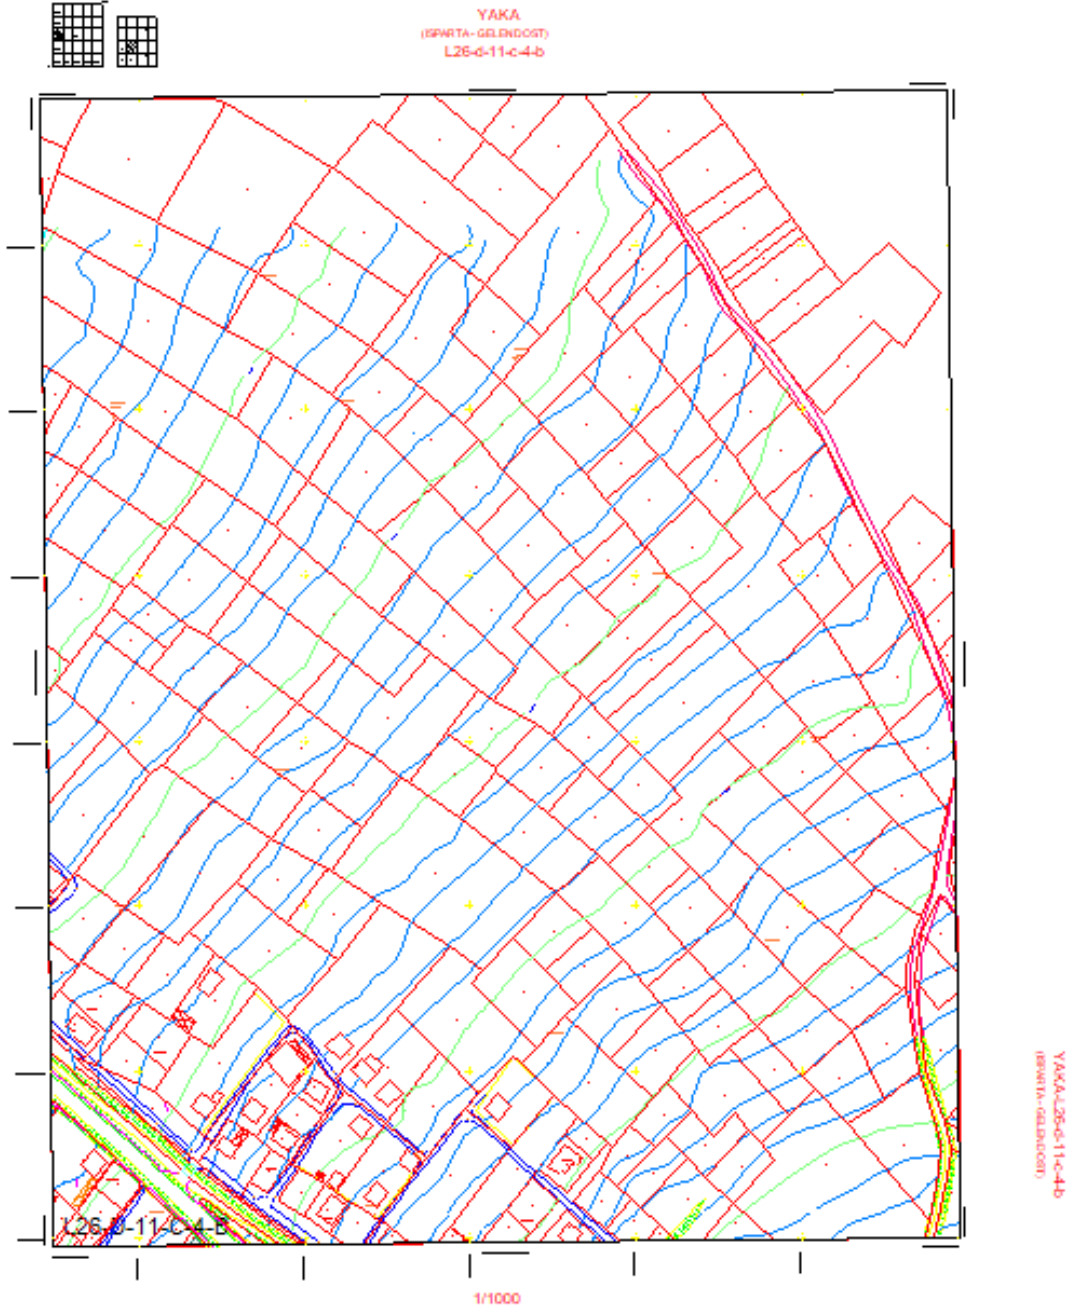 YAKA
(ISPARTA - GELENDOST)
L26-d-11-c-4-b
L26-D-11-C-4-B
1/1000
YAKA-L26-d-11-c-4-b
(ISPARTA - GELENDOST)